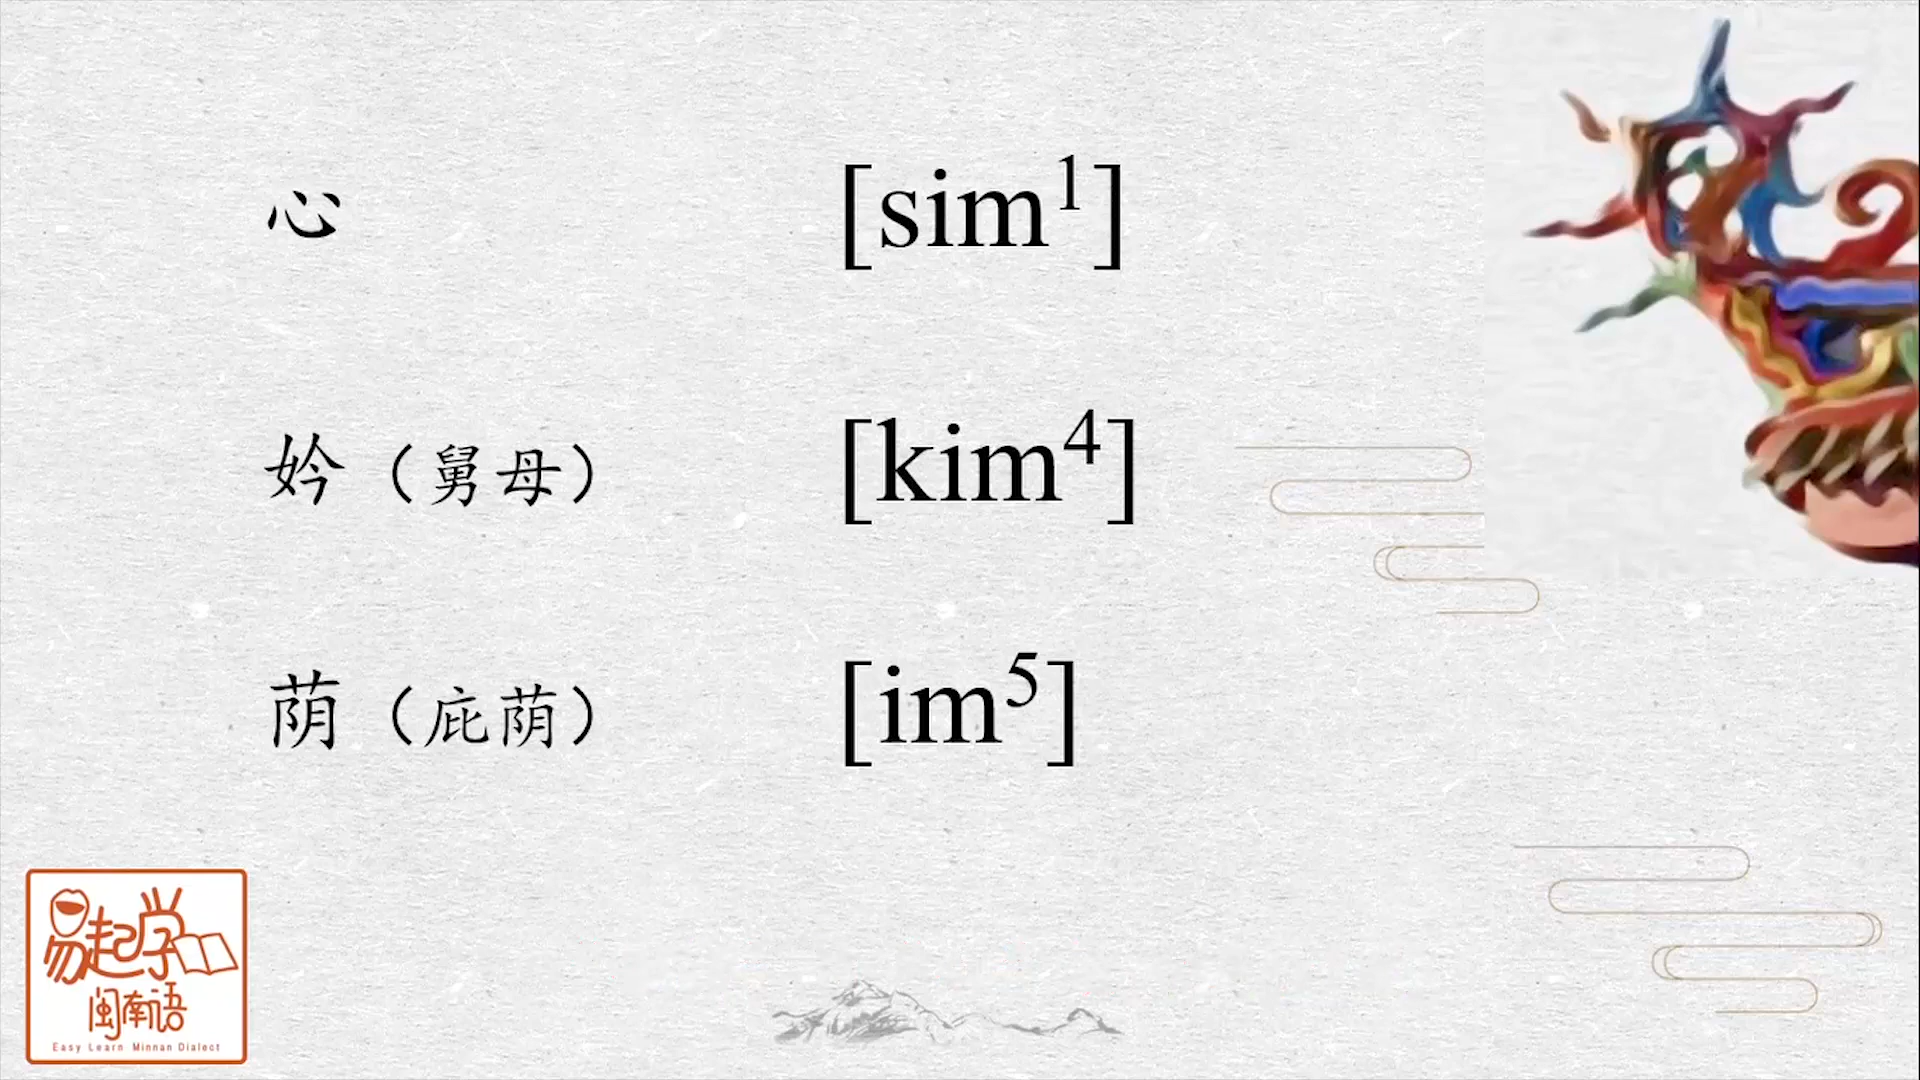 心 [sim¹]
妗（舅母） [kim⁴]
荫（庇荫） [im⁵]
易起学
闽南语
Easy Learn Minnan Dialect